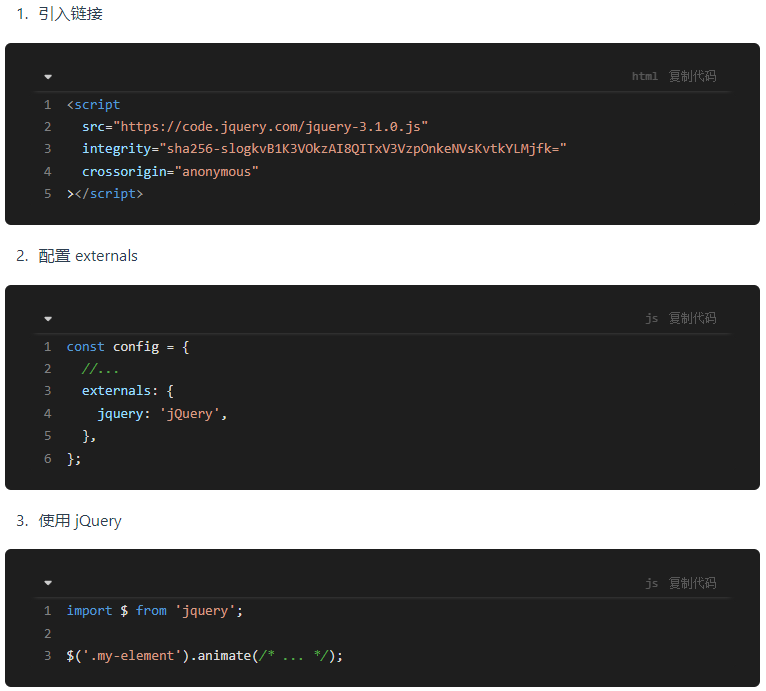 1. 引入链接
html 复制代码
1 <script
2   src="https://code.jquery.com/jquery-3.1.0.js"
3   integrity="sha256-slogkvB1K3VOkzAI8QITxV3VzpOnkeNVsKvtkYLMjfk="
4   crossorigin="anonymous"
5 ></script>
2. 配置 externals
js 复制代码
1 const config = {
2   //...
3   externals: {
4     jquery: 'jQuery',
5   },
6 };
3. 使用 jQuery
js 复制代码
1 import $ from 'jquery';
2
3 $('.my-element').animate(/* ... */);